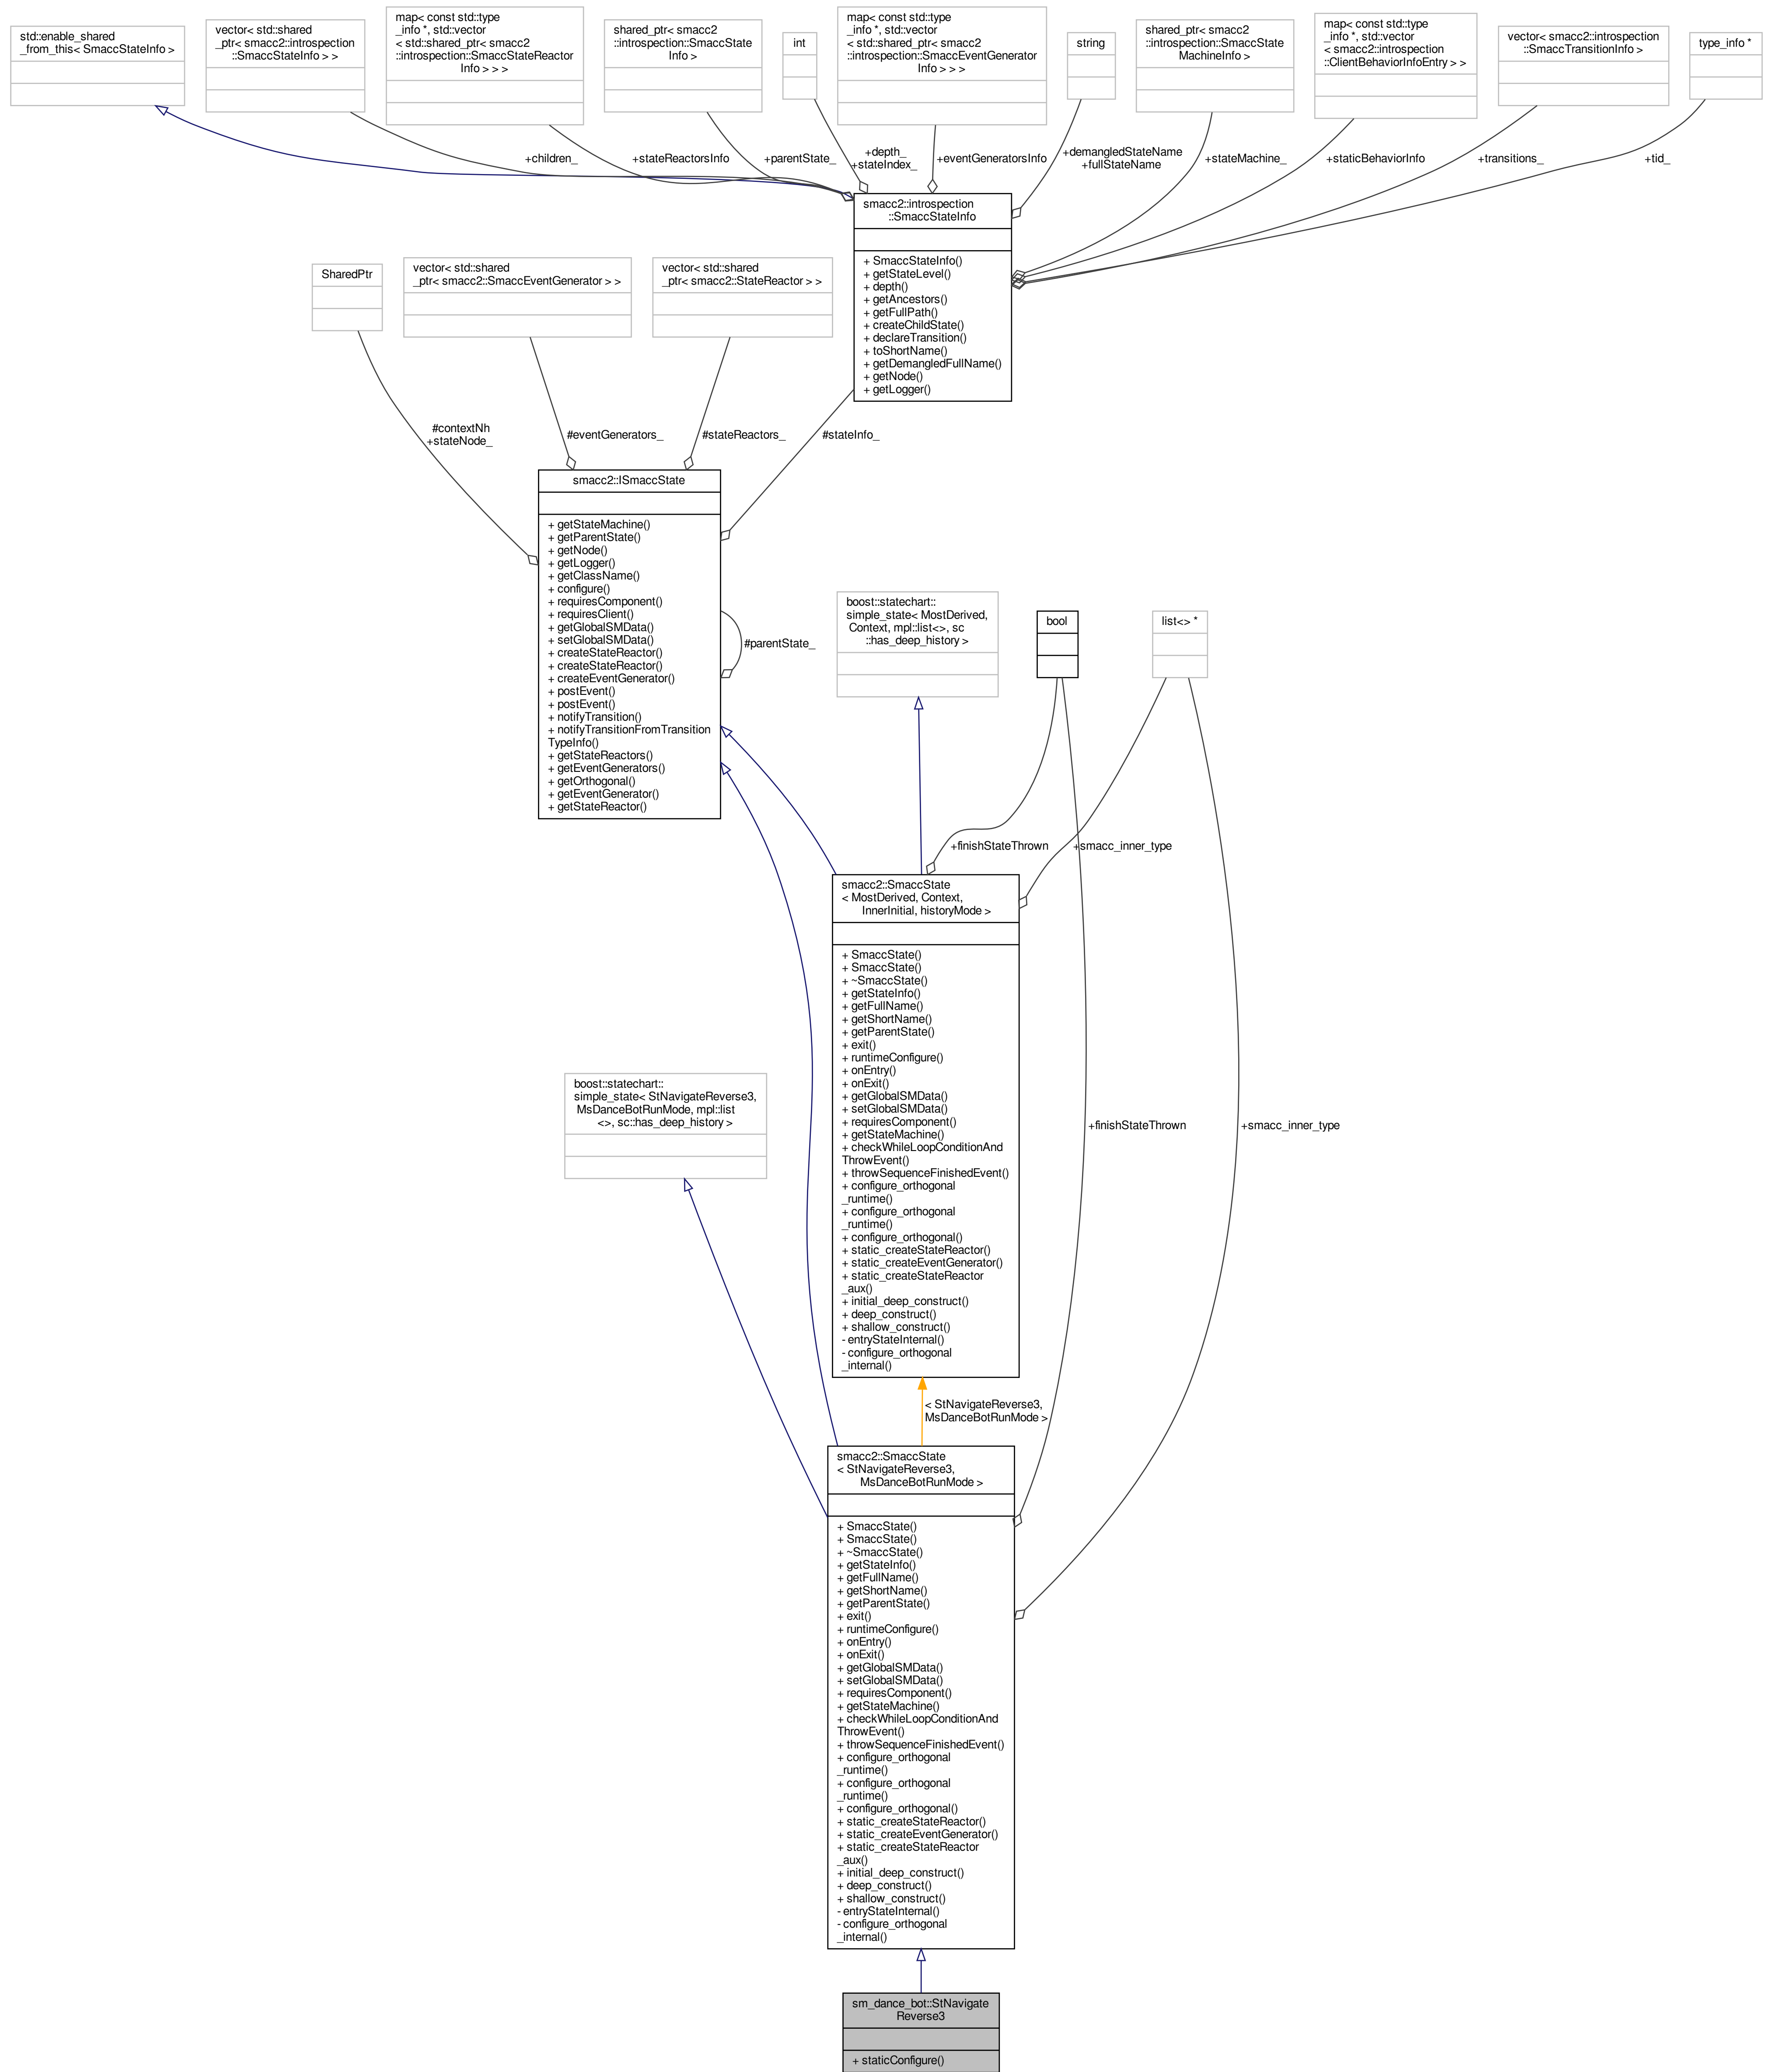 std::enable_shared
_from_this< SmaccStateInfo >
vector< std::shared
_ptr< smacc2::introspection
::SmaccStateInfo > >
map< const std::type
_info *, std::vector
< std::shared_ptr< smacc2
::introspection::SmaccStateReactor
Info > > >
shared_ptr< smacc2
::introspection::SmaccState
Info >
int
map< const std::type
_info *, std::vector
< std::shared_ptr< smacc2
::introspection::SmaccEventGenerator
Info > > >
string
shared_ptr< smacc2
::introspection::SmaccState
MachineInfo >
map< const std::type
_info *, std::vector
< smacc2::introspection
::ClientBehaviorInfoEntry > >
vector< smacc2::introspection
::SmaccTransitionInfo >
type_info *
+children_
+stateReactorsInfo
+parentState_
+depth_
+stateIndex_
+eventGeneratorsInfo
+demangledStateName
+fullStateName
+stateMachine_
+staticBehaviorInfo
+transitions_
+tid_
smacc2::introspection
::SmaccStateInfo
+ SmaccStateInfo()
+ getStateLevel()
+ depth()
+ getAncestors()
+ getFullPath()
+ createChildState()
+ declareTransition()
+ toShortName()
+ getDemangledFullName()
+ getNode()
+ getLogger()
SharedPtr
vector< std::shared
_ptr< smacc2::SmaccEventGenerator > >
vector< std::shared
_ptr< smacc2::StateReactor > >
#contextNh
+stateNode_
#eventGenerators_
#stateReactors_
#stateInfo_
smacc2::ISmaccState
+ getStateMachine()
+ getParentState()
+ getNode()
+ getLogger()
+ getClassName()
+ configure()
+ requiresComponent()
+ requiresClient()
+ getGlobalSMData()
+ setGlobalSMData()
+ createStateReactor()
+ createStateReactor()
+ createEventGenerator()
+ postEvent()
+ postEvent()
+ notifyTransition()
+ notifyTransitionFromTransition
TypeInfo()
+ getStateReactors()
+ getEventGenerators()
+ getOrthogonal()
+ getEventGenerator()
+ getStateReactor()
#parentState_
boost::statechart::
simple_state< MostDerived,
Context, mpl::list<>, sc
::has_deep_history >
bool
list<> *
+finishStateThrown
+smacc_inner_type
smacc2::SmaccState
< MostDerived, Context,
InnerInitial, historyMode >
+ SmaccState()
+ SmaccState()
+ ~SmaccState()
+ getStateInfo()
+ getFullName()
+ getShortName()
+ getParentState()
+ exit()
+ runtimeConfigure()
+ onEntry()
+ onExit()
+ getGlobalSMData()
+ setGlobalSMData()
+ requiresComponent()
+ getStateMachine()
+ checkWhileLoopConditionAnd
ThrowEvent()
+ throwSequenceFinishedEvent()
+ configure_orthogonal
_runtime()
+ configure_orthogonal
_runtime()
+ configure_orthogonal()
+ static_createStateReactor()
+ static_createEventGenerator()
+ static_createStateReactor
_aux()
+ initial_deep_construct()
+ deep_construct()
+ shallow_construct()
- entryStateInternal()
- configure_orthogonal
_internal()
boost::statechart::
simple_state< StNavigateReverse3,
MsDanceBotRunMode, mpl::list
<>, sc::has_deep_history >
+finishStateThrown
+smacc_inner_type
< StNavigateReverse3,
MsDanceBotRunMode >
smacc2::SmaccState
< StNavigateReverse3,
MsDanceBotRunMode >
+ SmaccState()
+ SmaccState()
+ ~SmaccState()
+ getStateInfo()
+ getFullName()
+ getShortName()
+ getParentState()
+ exit()
+ runtimeConfigure()
+ onEntry()
+ onExit()
+ getGlobalSMData()
+ setGlobalSMData()
+ requiresComponent()
+ getStateMachine()
+ checkWhileLoopConditionAnd
ThrowEvent()
+ throwSequenceFinishedEvent()
+ configure_orthogonal
_runtime()
+ configure_orthogonal
_runtime()
+ configure_orthogonal()
+ static_createStateReactor()
+ static_createEventGenerator()
+ static_createStateReactor
_aux()
+ initial_deep_construct()
+ deep_construct()
+ shallow_construct()
- entryStateInternal()
- configure_orthogonal
_internal()
sm_dance_bot::StNavigate
Reverse3
+ staticConfigure()